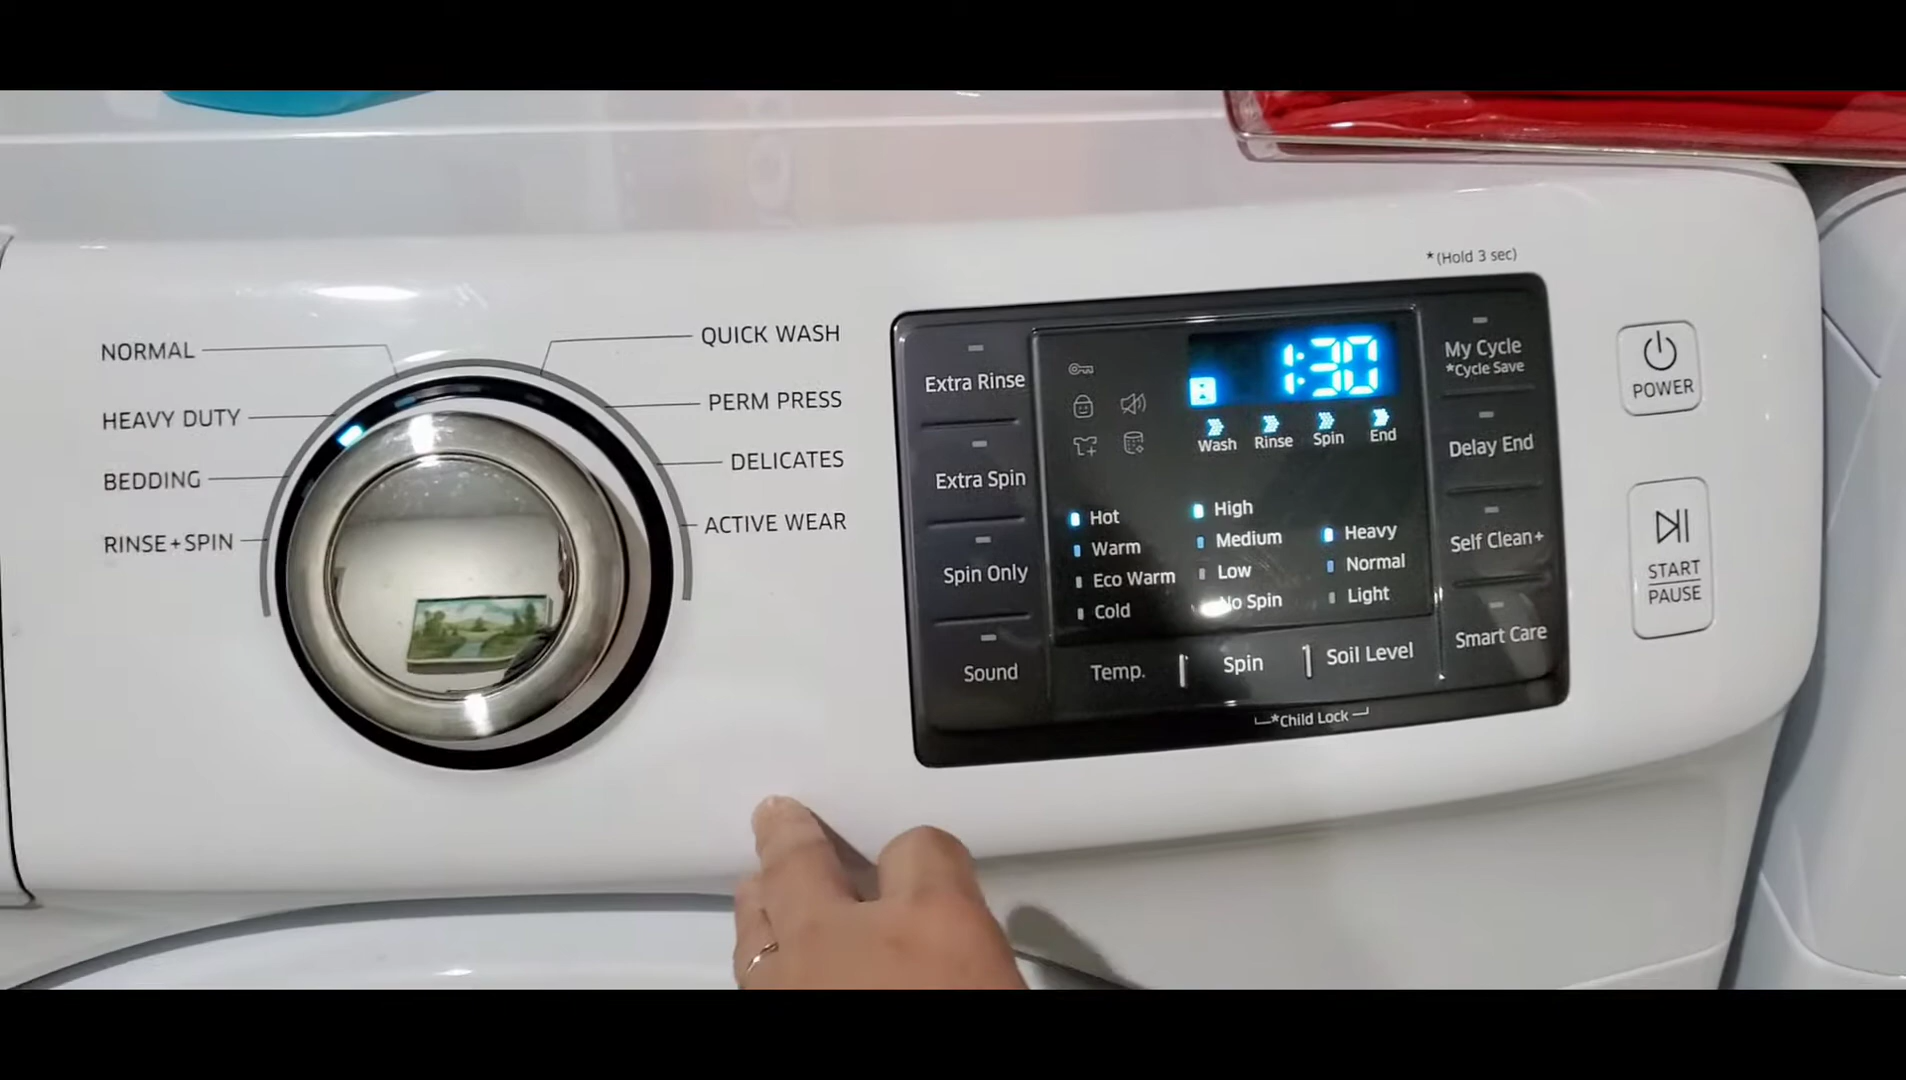 *(Hold 3 sec)
NORMAL
HEAVY DUTY
BEDDING
RINSE+SPIN
QUICK WASH
PERM PRESS
DELICATES
ACTIVE WEAR
Extra Rinse
Extra Spin
Spin Only
Sound
1:30
Wash Rinse Spin End
Hot
Warm
Eco Warm
Cold
High
Medium
Low
No Spin
Heavy
Normal
Light
Temp. Spin Soil Level
*Child Lock
My Cycle
*Cycle Save
Delay End
Self Clean+
Smart Care
POWER
START
PAUSE